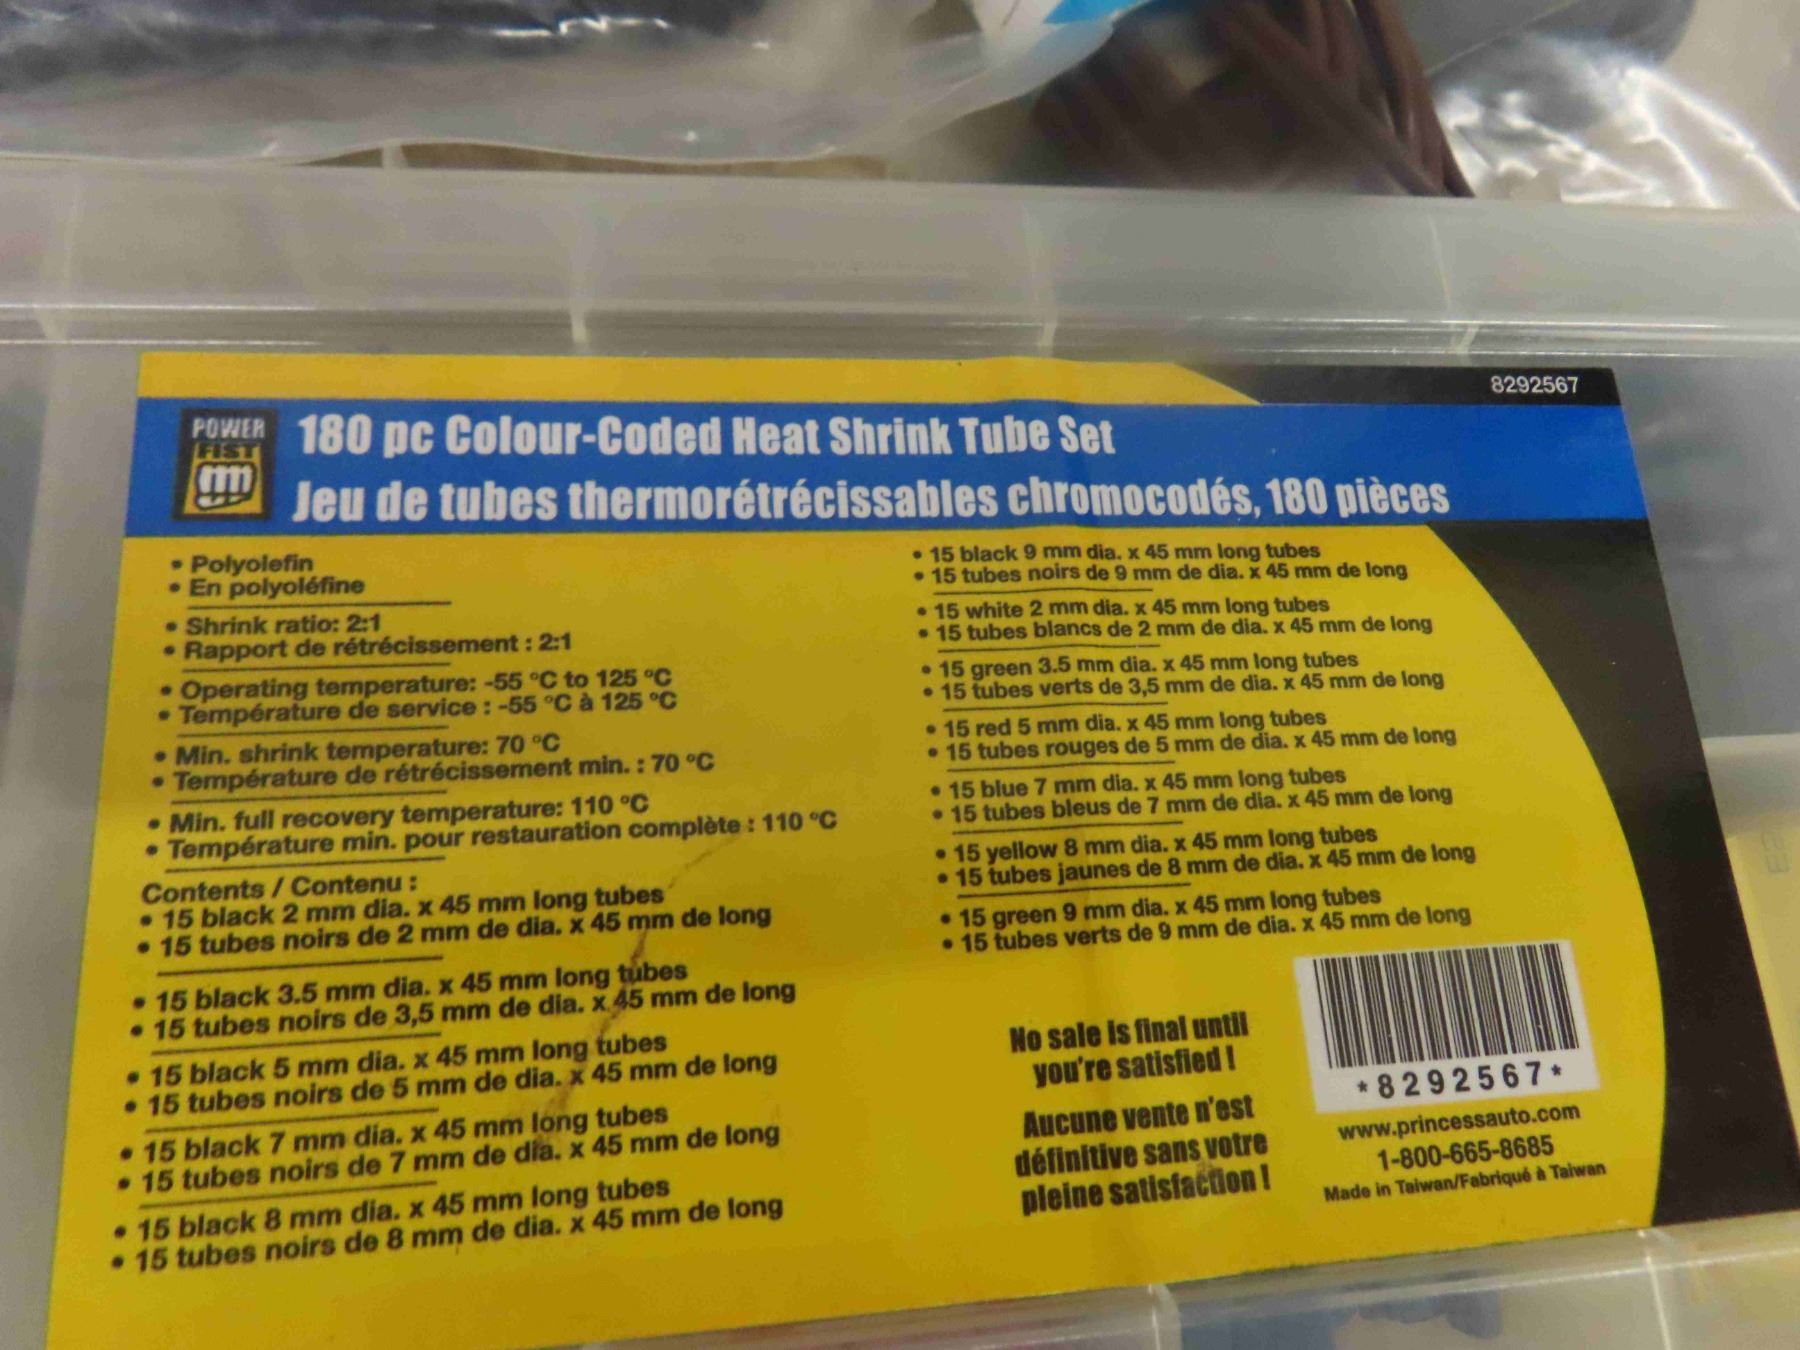 8292567
POWER
FIST
180 pc Colour-Coded Heat Shrink Tube Set
Jeu de tubes thermorétrécissables chromocodés, 180 pièces
• Polyolefin
• En polyoléfine
• Shrink ratio: 2:1
• Rapport de rétrécissement : 2:1
• Operating temperature: -55 °C to 125 °C
• Température de service : -55 °C à 125 °C
• Min. shrink temperature: 70 °C
• Température de rétrécissement min. : 70 °C
• Min. full recovery temperature: 110 °C
• Température min. pour restauration complète : 110 °C
Contents / Contenu :
• 15 black 2 mm dia. x 45 mm long tubes
• 15 tubes noirs de 2 mm de dia. x 45 mm de long
• 15 black 3.5 mm dia. x 45 mm long tubes
• 15 tubes noirs de 3,5 mm de dia. x 45 mm de long
• 15 black 5 mm dia. x 45 mm long tubes
• 15 tubes noirs de 5 mm de dia. x 45 mm de long
• 15 black 7 mm dia. x 45 mm long tubes
• 15 tubes noirs de 7 mm de dia. x 45 mm de long
• 15 black 8 mm dia. x 45 mm long tubes
• 15 tubes noirs de 8 mm de dia. x 45 mm de long
• 15 black 9 mm dia. x 45 mm long tubes
• 15 tubes noirs de 9 mm de dia. x 45 mm de long
• 15 white 2 mm dia. x 45 mm long tubes
• 15 tubes blancs de 2 mm de dia. x 45 mm de long
• 15 green 3.5 mm dia. x 45 mm long tubes
• 15 tubes verts de 3,5 mm de dia. x 45 mm de long
• 15 red 5 mm dia. x 45 mm long tubes
• 15 tubes rouges de 5 mm de dia. x 45 mm de long
• 15 blue 7 mm dia. x 45 mm long tubes
• 15 tubes bleus de 7 mm de dia. x 45 mm de long
• 15 yellow 8 mm dia. x 45 mm long tubes
• 15 tubes jaunes de 8 mm de dia. x 45 mm de long
• 15 green 9 mm dia. x 45 mm long tubes
• 15 tubes verts de 9 mm de dia. x 45 mm de long
No sale is final until
you're satisfied !
Aucune vente n'est
définitive sans votre
pleine satisfaction !
*8292567*
www.princessauto.com
1-800-665-8685
Made in Taiwan/Fabriqué à Taiwan